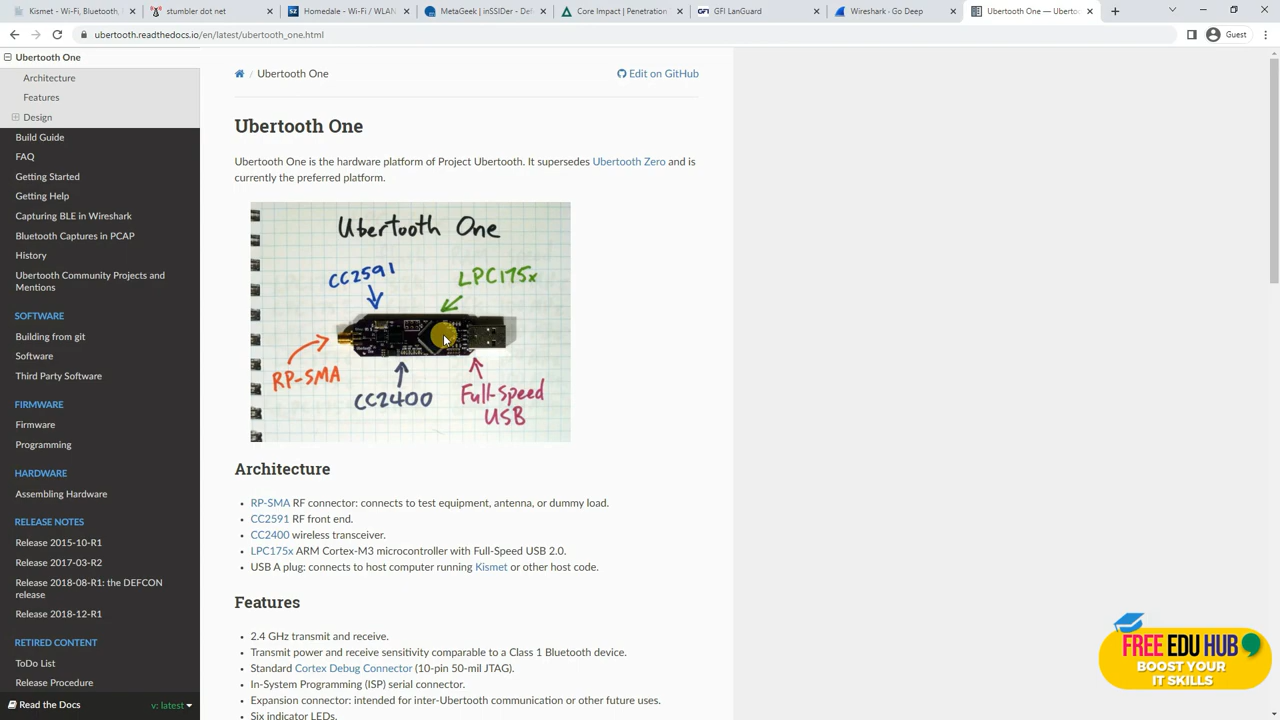 Kismet - Wi-Fi, Bluetooth,
stumbler dot net
Homedale - Wi-Fi / WLAN
MetaGeek | inSSIDer - Def
Core Impact | Penetration
GFI LanGuard
Wireshark · Go Deep
Ubertooth One — Ubertoo
ubertooth.readthedocs.io/en/latest/ubertooth_one.html
Guest
Ubertooth One
Architecture
Features
Design
Build Guide
FAQ
Getting Started
Getting Help
Capturing BLE in Wireshark
Bluetooth Captures in PCAP
History
Ubertooth Community Projects and
Mentions
SOFTWARE
Building from git
Software
Third Party Software
FIRMWARE
Firmware
Programming
HARDWARE
Assembling Hardware
RELEASE NOTES
Release 2015-10-R1
Release 2017-03-R2
Release 2018-08-R1: the DEFCON
release
Release 2018-12-R1
RETIRED CONTENT
ToDo List
Release Procedure
Read the Docs
v: latest
/ Ubertooth One
Edit on GitHub
Ubertooth One
Ubertooth One is the hardware platform of Project Ubertooth. It supersedes Ubertooth Zero and is
currently the preferred platform.
Ubertooth One
CC2591
LPC175x
RP-SMA
CC2400
Full-Speed
USB
Architecture
• RP-SMA RF connector: connects to test equipment, antenna, or dummy load.
• CC2591 RF front end.
• CC2400 wireless transceiver.
• LPC175x ARM Cortex-M3 microcontroller with Full-Speed USB 2.0.
• USB A plug: connects to host computer running Kismet or other host code.
Features
• 2.4 GHz transmit and receive.
• Transmit power and receive sensitivity comparable to a Class 1 Bluetooth device.
• Standard Cortex Debug Connector (10-pin 50-mil JTAG).
• In-System Programming (ISP) serial connector.
• Expansion connector: intended for inter-Ubertooth communication or other future uses.
• Six indicator LEDs.
FREE EDU HUB
BOOST YOUR
IT SKILLS